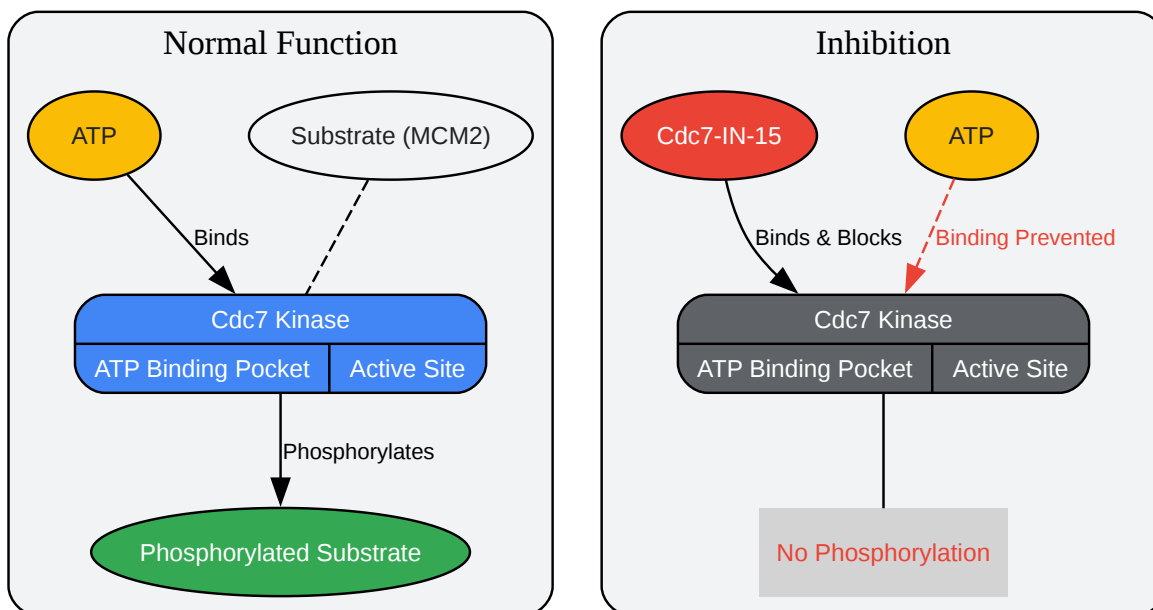 Normal Function
ATP
Substrate (MCM2)
Binds
Cdc7 Kinase
ATP Binding Pocket
Active Site
Phosphorylates
Phosphorylated Substrate
Inhibition
Cdc7-IN-15
ATP
Binds & Blocks
Binding Prevented
Cdc7 Kinase
ATP Binding Pocket
Active Site
No Phosphorylation